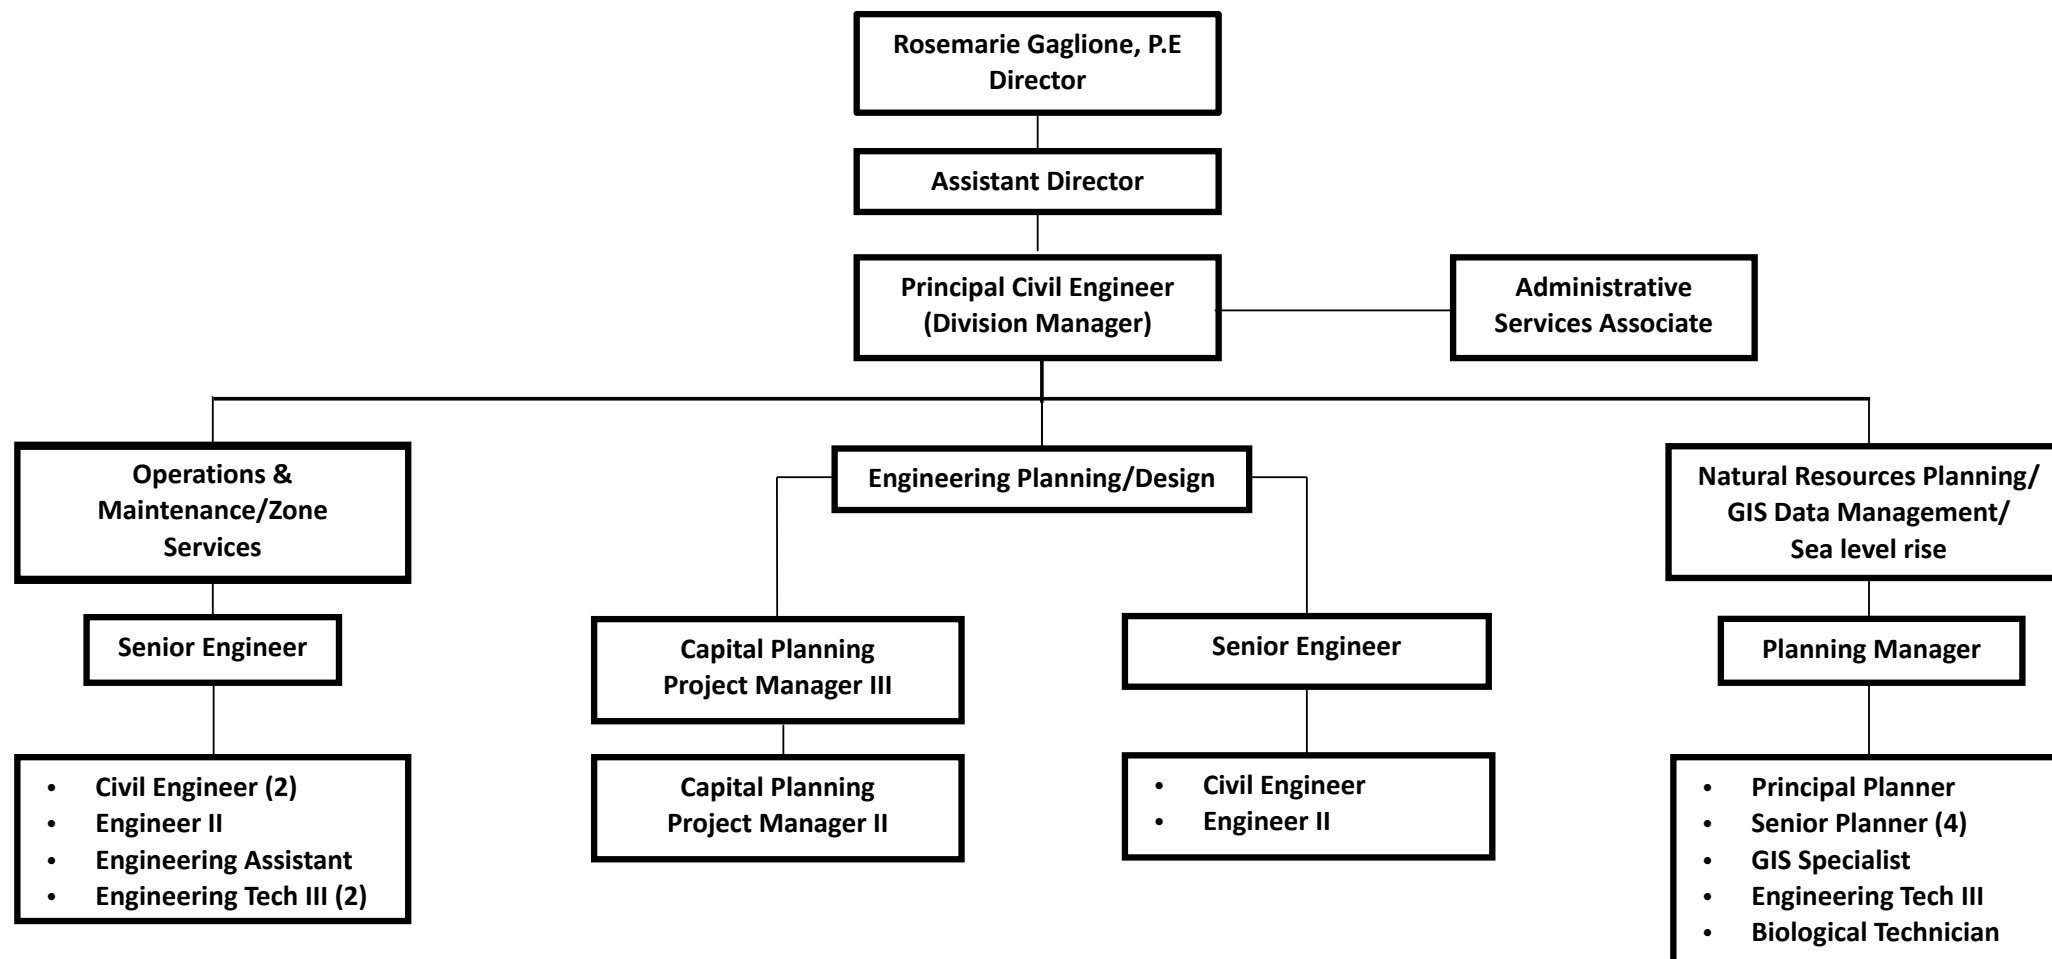 Rosemarie Gaglione, P.E
Director
Assistant Director
Principal Civil Engineer
(Division Manager)
Administrative
Services Associate
Operations &
Maintenance/Zone
Services
Engineering Planning/Design
Natural Resources Planning/
GIS Data Management/
Sea level rise
Senior Engineer
Capital Planning
Project Manager III
Senior Engineer
Planning Manager
• Civil Engineer (2)
• Engineer II
• Engineering Assistant
• Engineering Tech III (2)
Capital Planning
Project Manager II
• Civil Engineer
• Engineer II
• Principal Planner
• Senior Planner (4)
• GIS Specialist
• Engineering Tech III
• Biological Technician